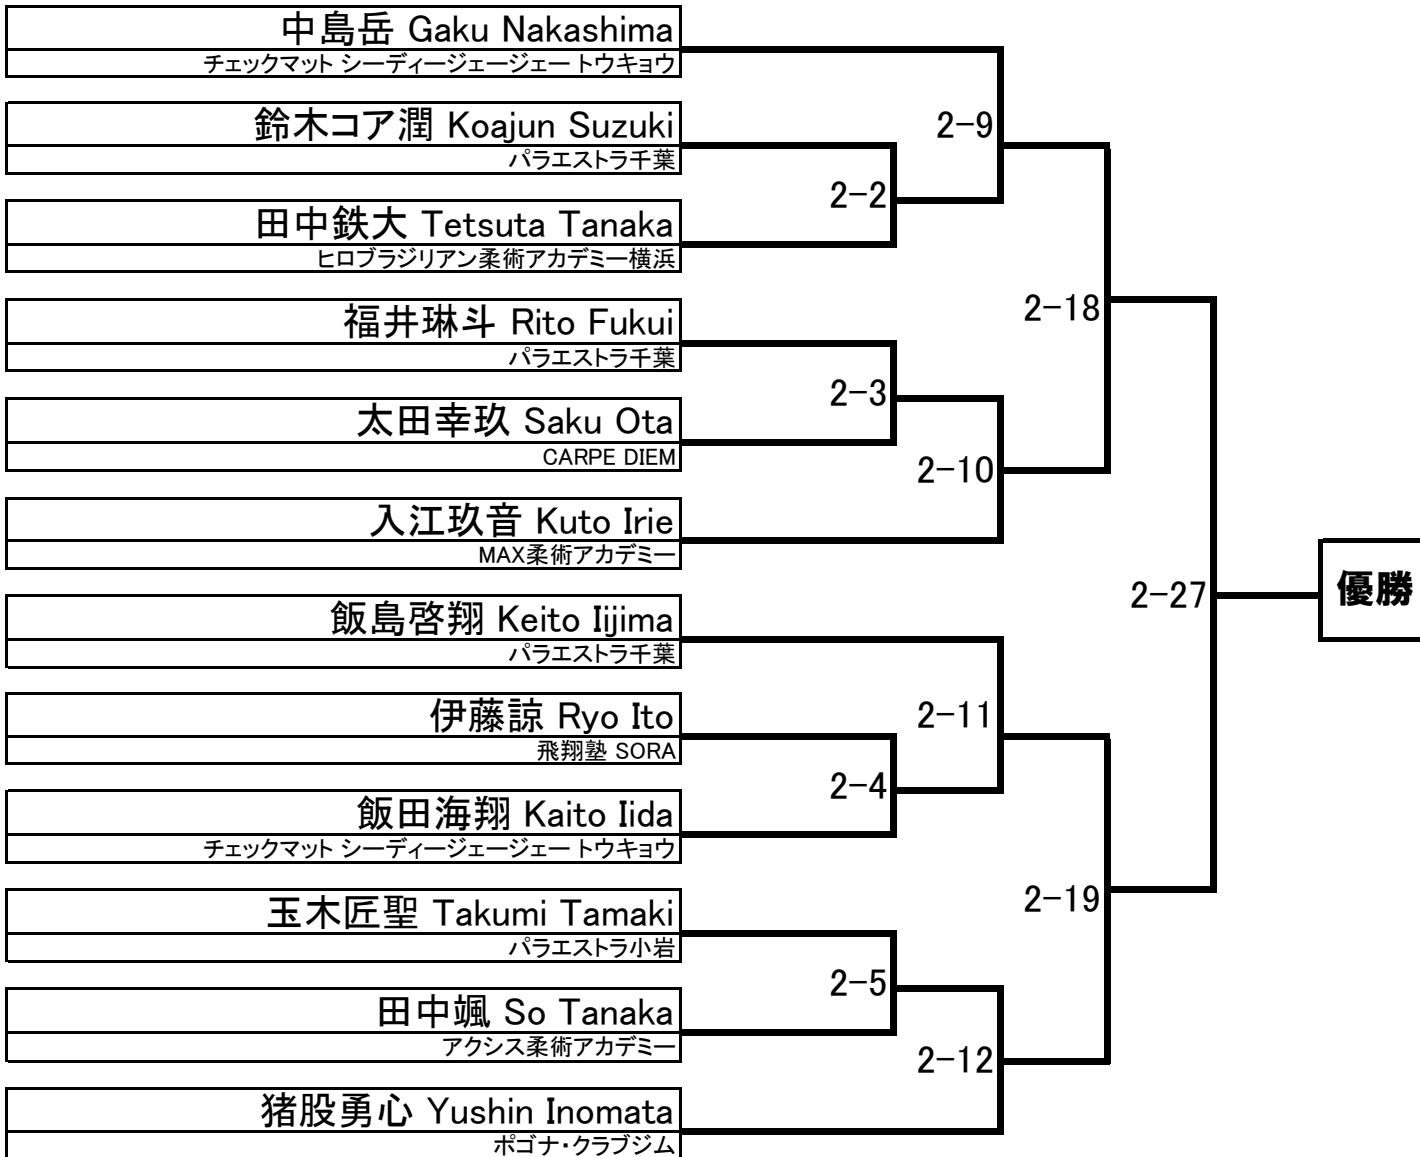 中島岳 Gaku Nakashima
チェックマット シーディージェージェー トウキョウ
鈴木コア潤 Koajun Suzuki
パラエストラ千葉
田中鉄大 Tetsuta Tanaka
ヒロブラジリアン柔術アカデミー横浜
福井琳斗 Rito Fukui
パラエストラ千葉
太田幸玖 Saku Ota
CARPE DIEM
入江玖音 Kuto Irie
MAX柔術アカデミー
飯島啓翔 Keito Iijima
パラエストラ千葉
伊藤諒 Ryo Ito
飛翔塾 SORA
飯田海翔 Kaito Iida
チェックマット シーディージェージェー トウキョウ
玉木匠聖 Takumi Tamaki
パラエストラ小岩
田中颯 So Tanaka
アクシス柔術アカデミー
猪股勇心 Yushin Inomata
ポゴナ・クラブジム
2-2
2-3
2-4
2-5
2-9
2-10
2-11
2-12
2-18
2-19
2-27
優勝